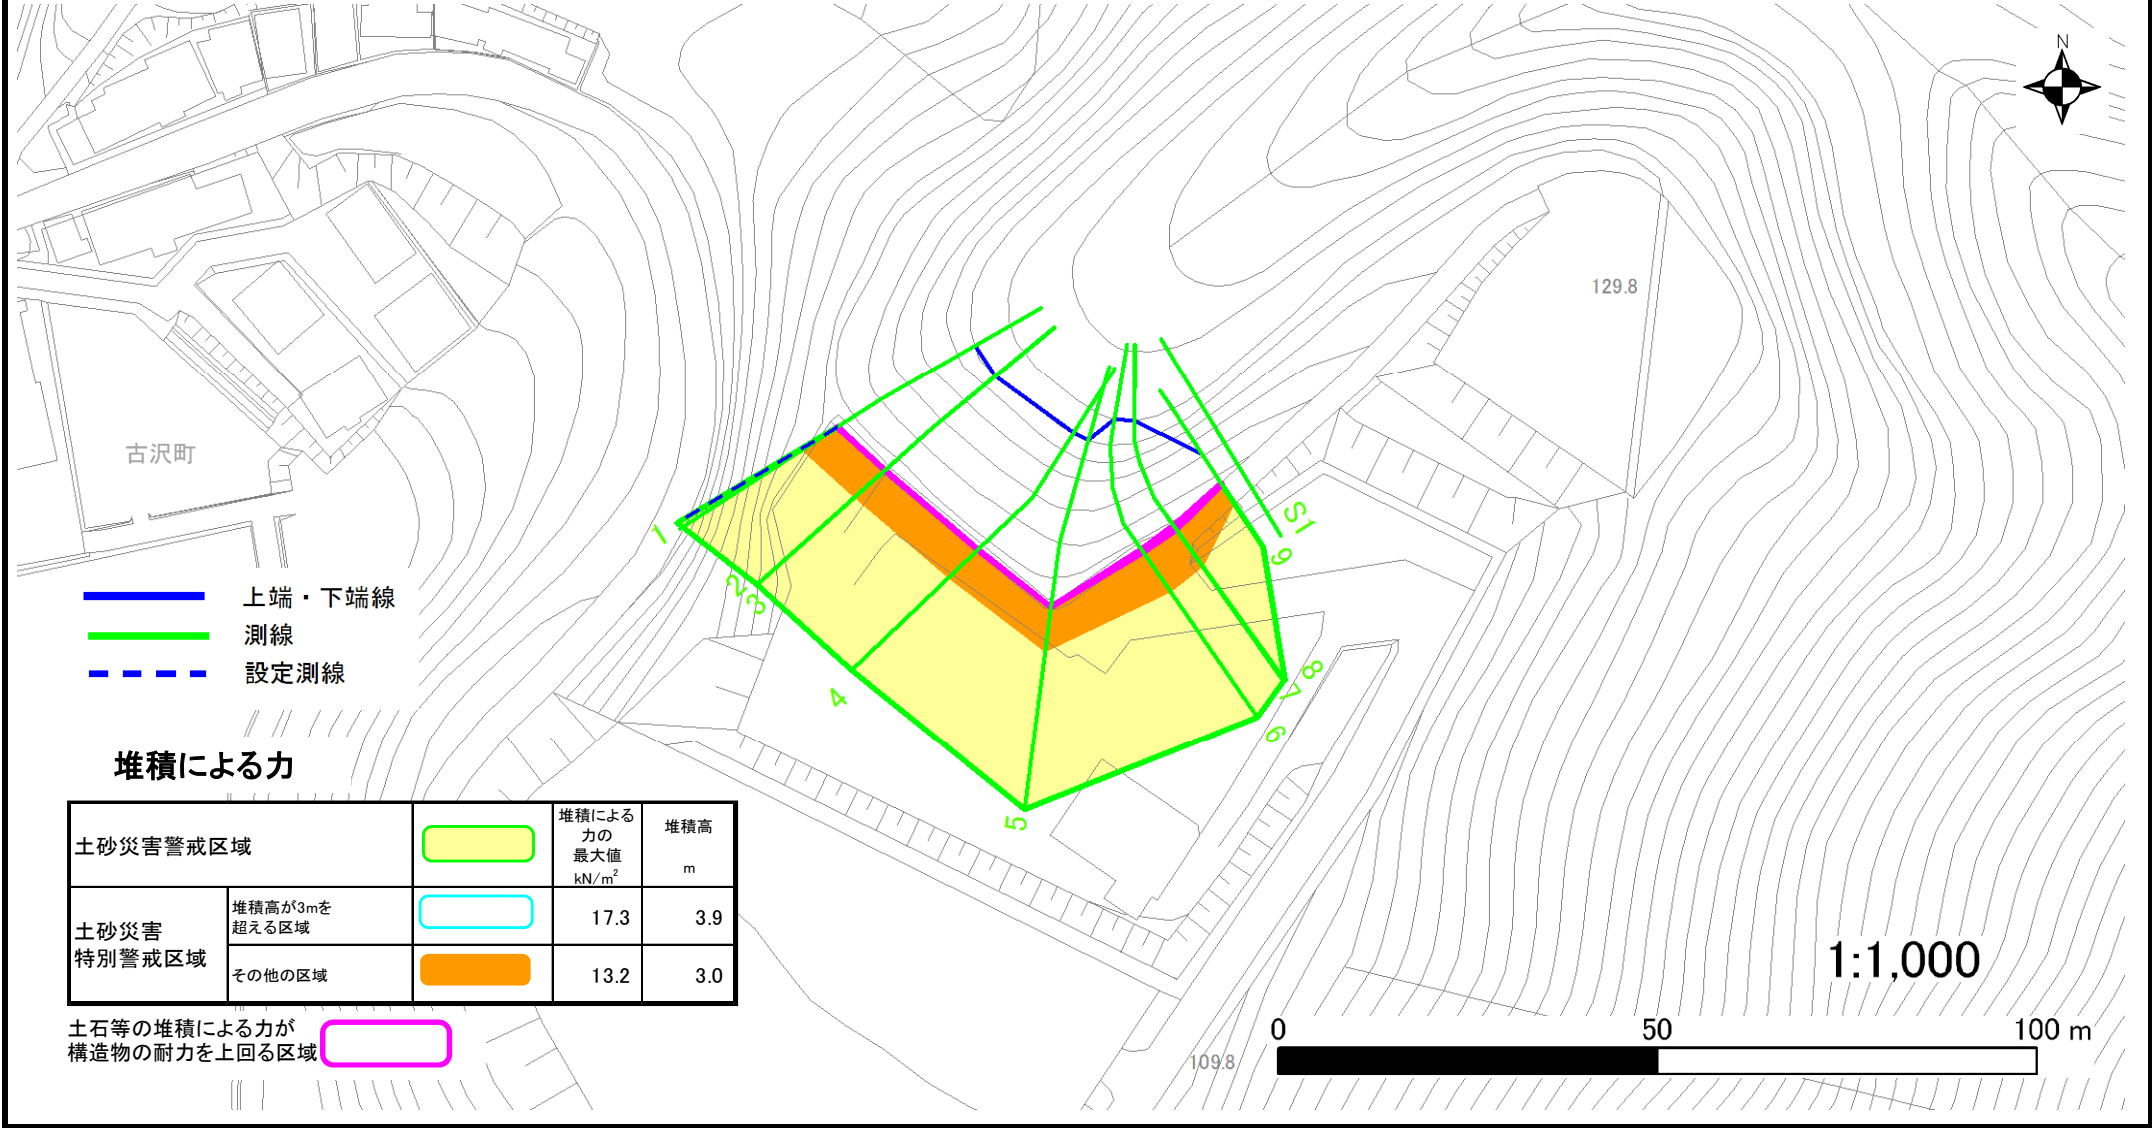 N
129.8
古沢町
S1
1
9
2
3
8
7
4
6
5
上端・下端線
測線
設定測線
堆積による力
土砂災害警戒区域
堆積による
力の
最大値
kN/m²
堆積高
m
土砂災害
特別警戒区域
堆積高が3mを
超える区域
17.3
3.9
その他の区域
13.2
3.0
土石等の堆積による力が
構造物の耐力を上回る区域
1:1,000
0 50 100 m
109.8